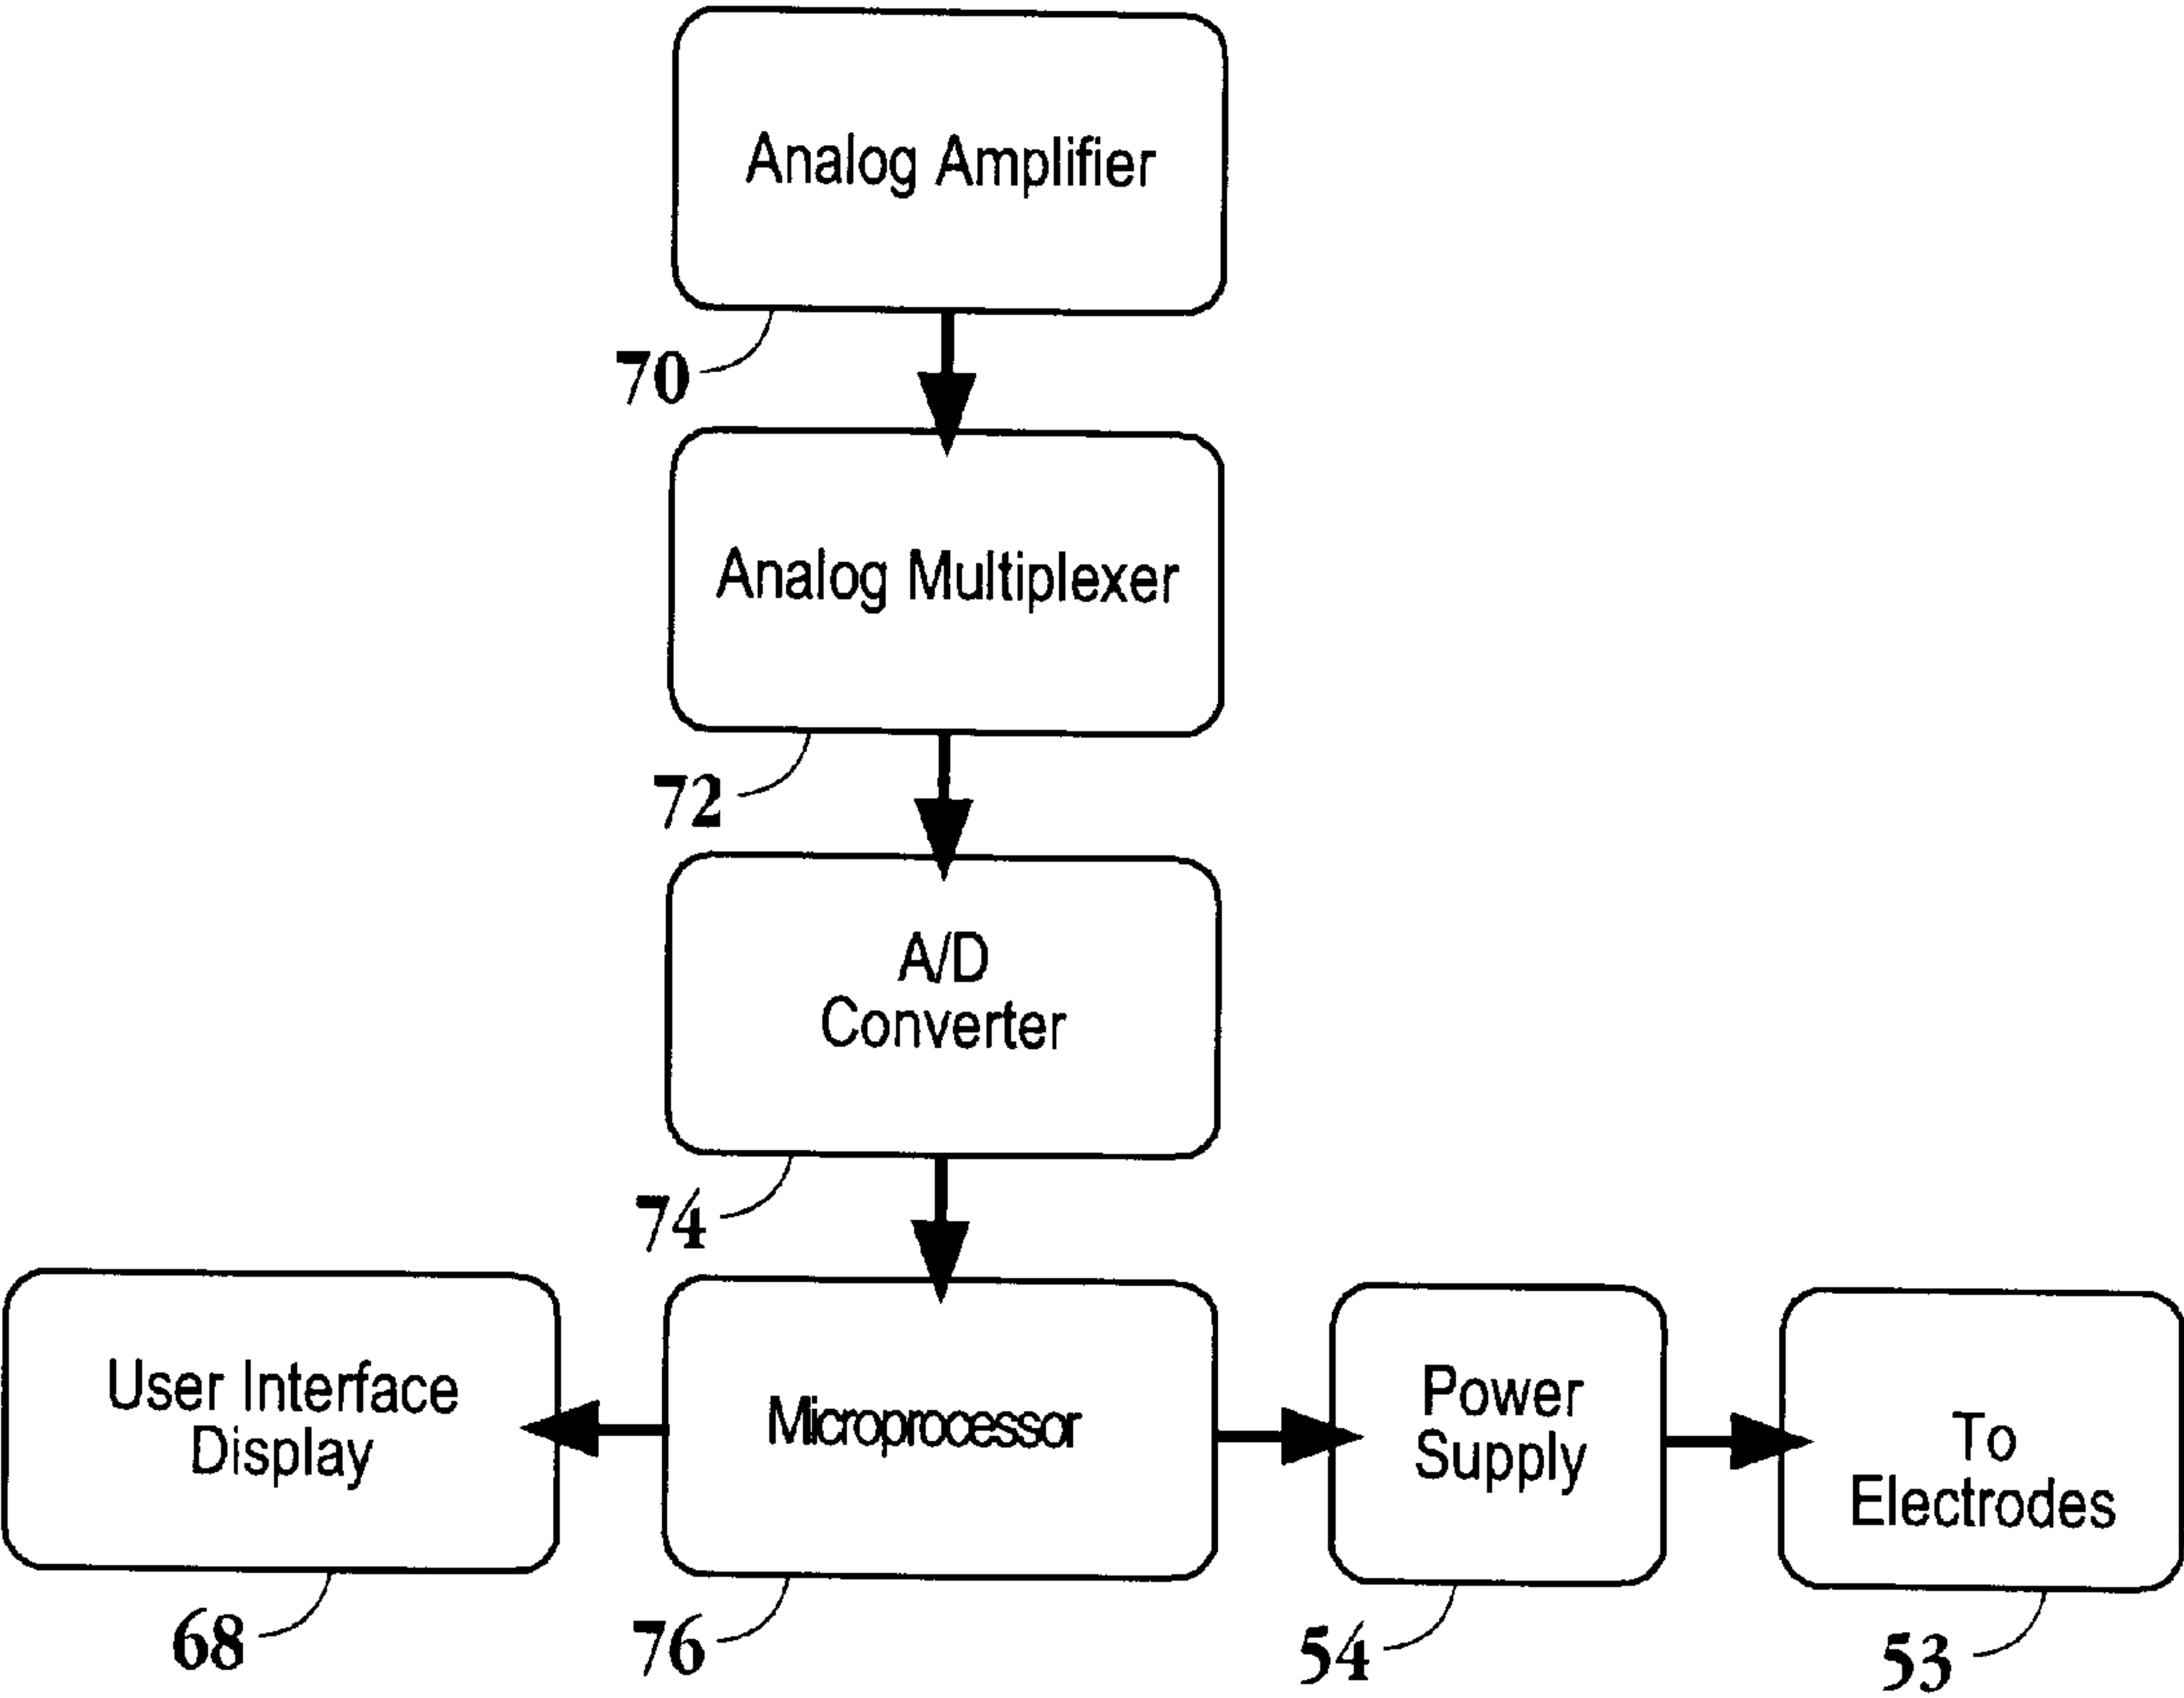 Analog Amplifier
70
Analog Multiplexer
72
A/D
Converter
74
User Interface
Display
68
Microprocessor
76
Power
Supply
54
To
Electrodes
53